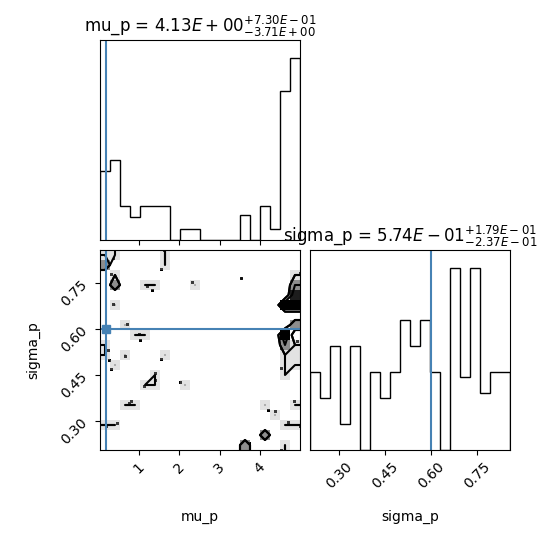 mu_p = 4.13E + 00+7.30E−01−3.71E+00
sigma_p = 5.74E − 01+1.79E−01−2.37E−01
sigma_p
0.75
0.60
0.45
0.30
1 2 3 4
0.30 0.45 0.60 0.75
mu_p
sigma_p